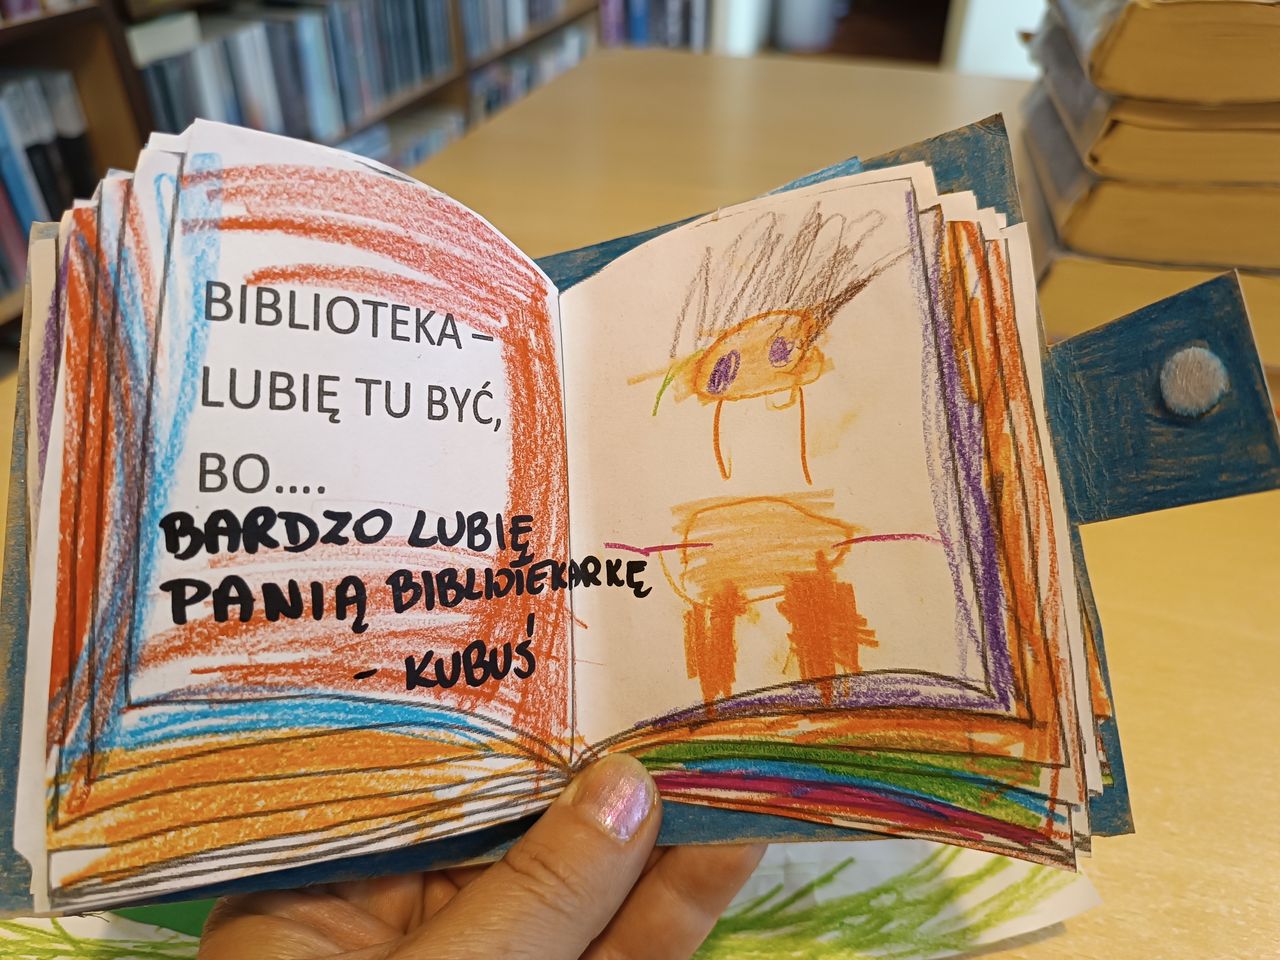 BIBLIOTEKA –
LUBIĘ TU BYĆ,
BO....
BARDZO LUBIĘ
PANIĄ BIBLIOTEKARKĘ
- KUBUŚ